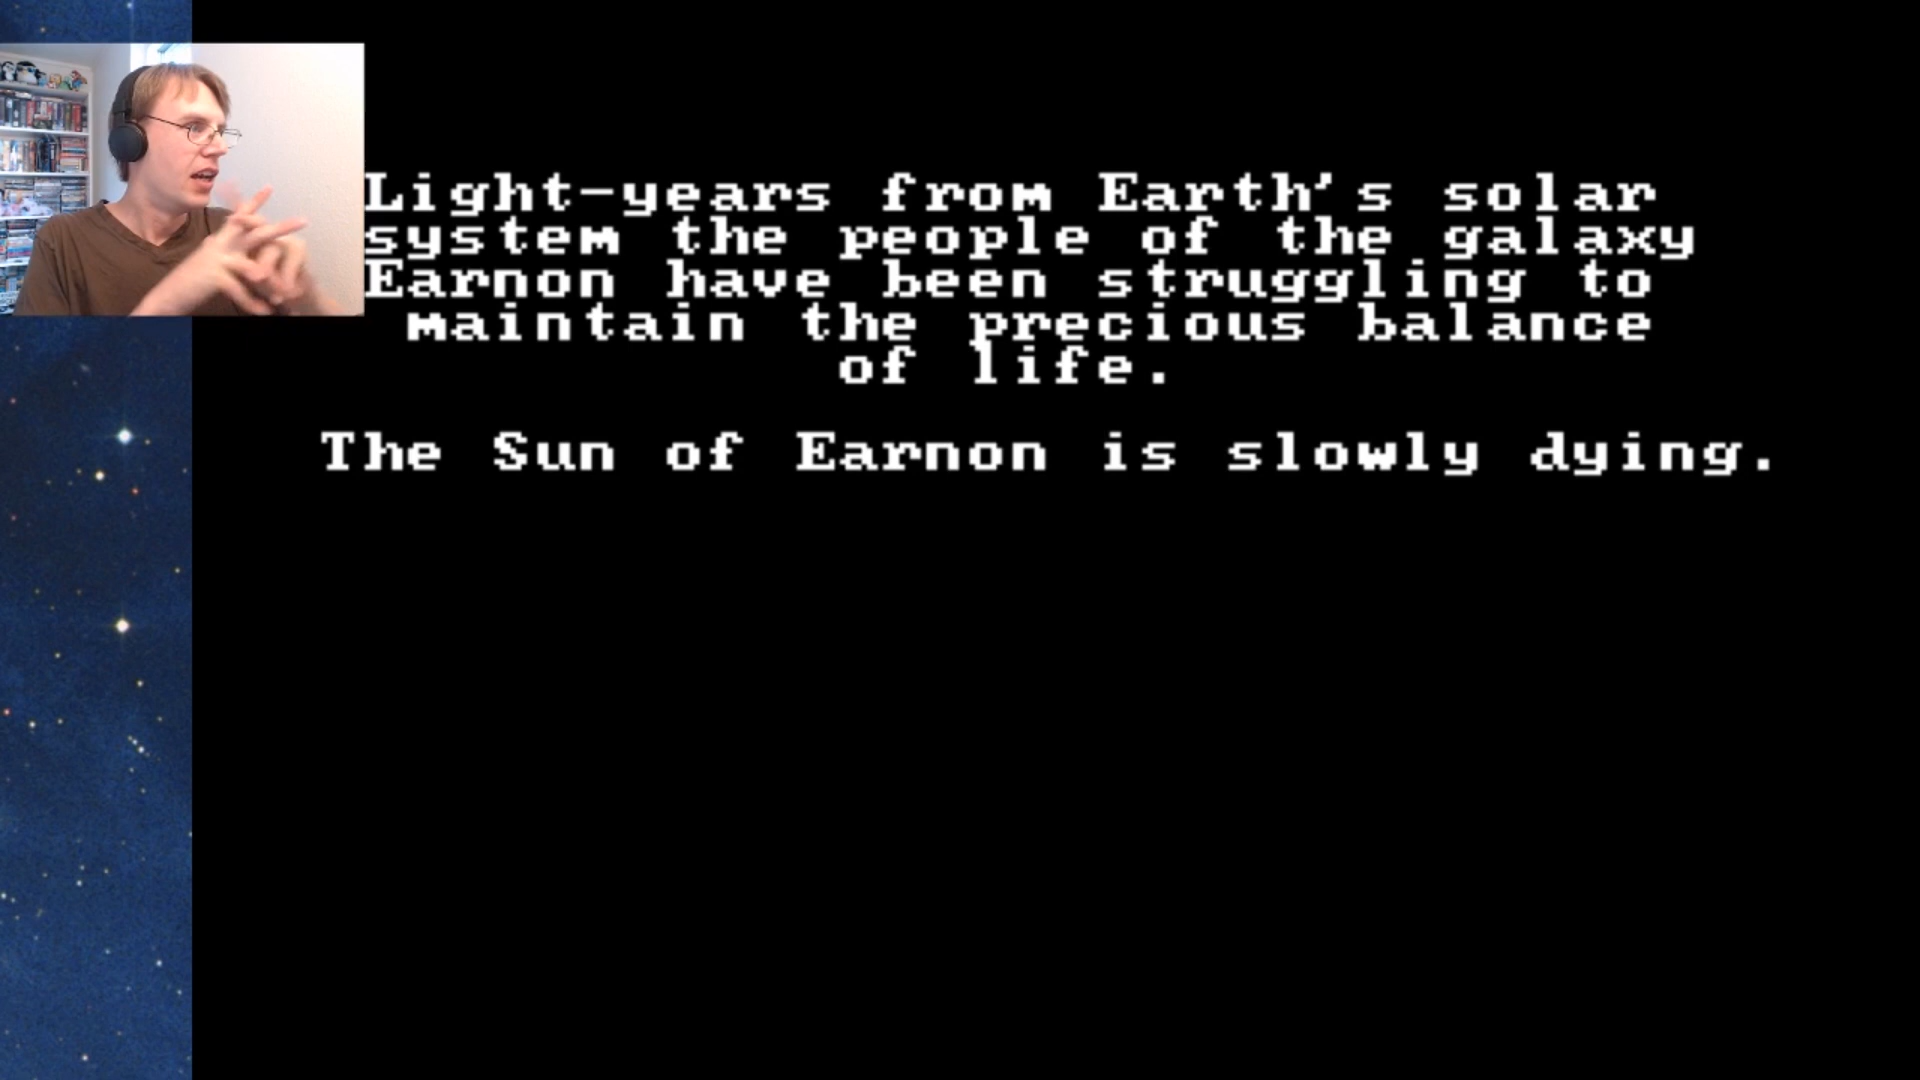 Light-years from Earth's solar
system the people of the galaxy
Earnon have been struggling to
maintain the precious balance
of life.
The Sun of Earnon is slowly dying.